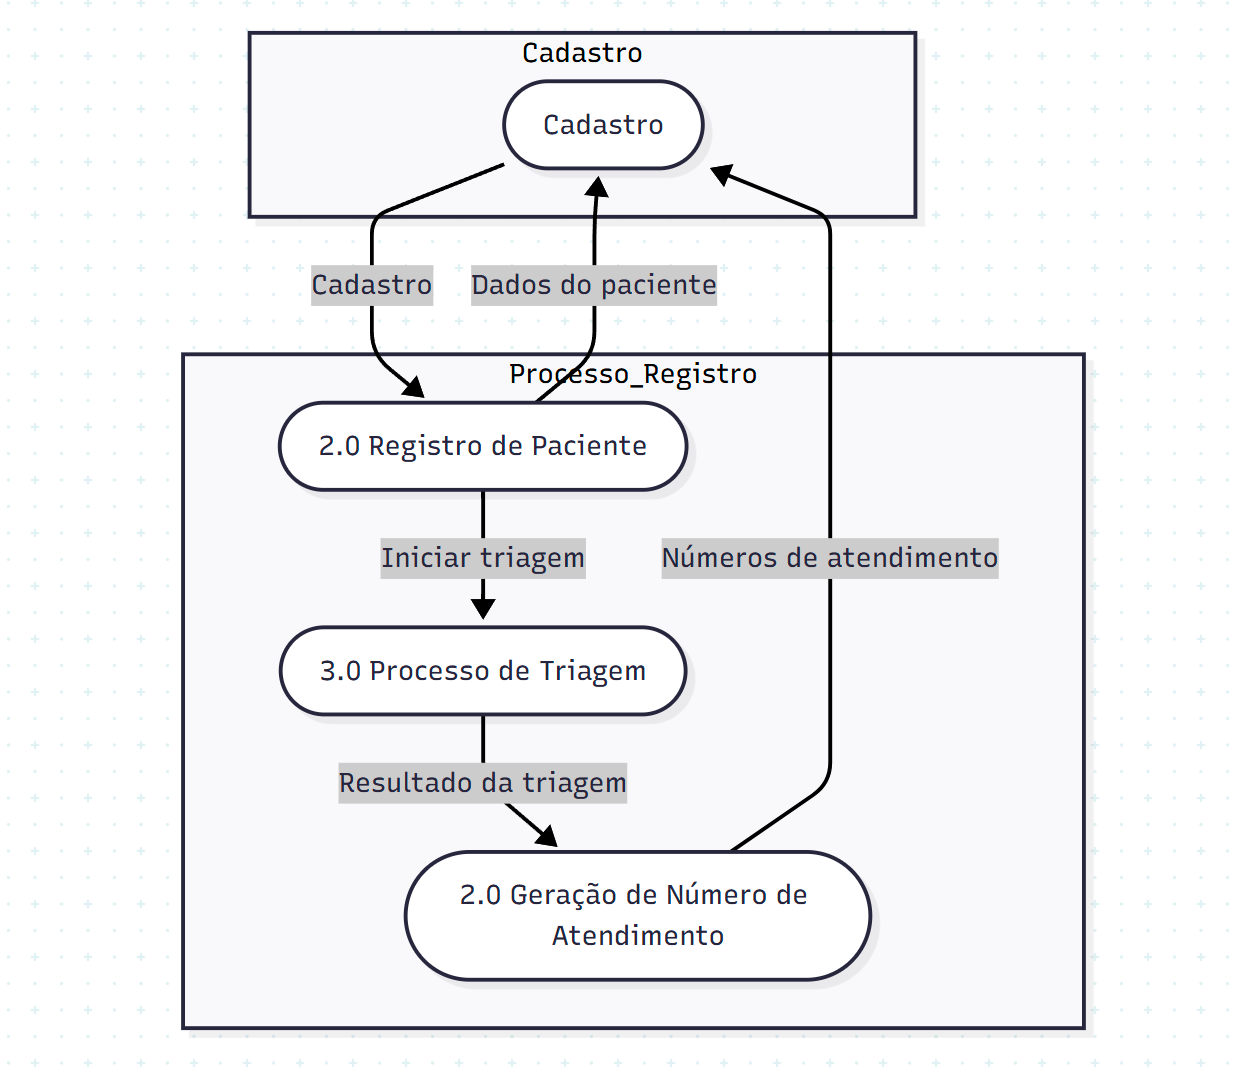 Cadastro
Cadastro
Cadastro
Dados do paciente
Processo_Registro
2.0 Registro de Paciente
Iniciar triagem
Números de atendimento
3.0 Processo de Triagem
Resultado da triagem
2.0 Geração de Número de
Atendimento